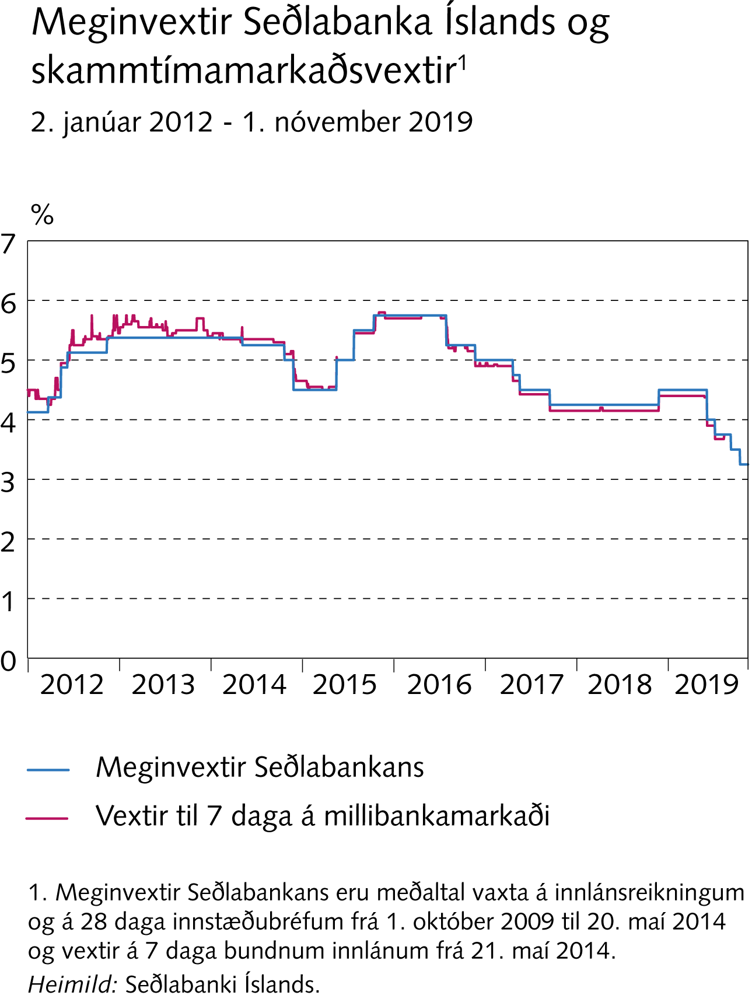 Meginvextir Seðlabanka Íslands og
skammtímamarkaðsvextir¹
2. janúar 2012 - 1. nóvember 2019
%
7
6
5
4
3
2
1
0
2012 2013 2014 2015 2016 2017 2018 2019
Meginvextir Seðlabankans
Vextir til 7 daga á millibankamarkaði
1. Meginvextir Seðlabankans eru meðaltal vaxta á innlánsreikningum
og á 28 daga innstæðubréfum frá 1. október 2009 til 20. maí 2014
og vextir á 7 daga bundnum innlánum frá 21. maí 2014.
Heimild: Seðlabanki Íslands.